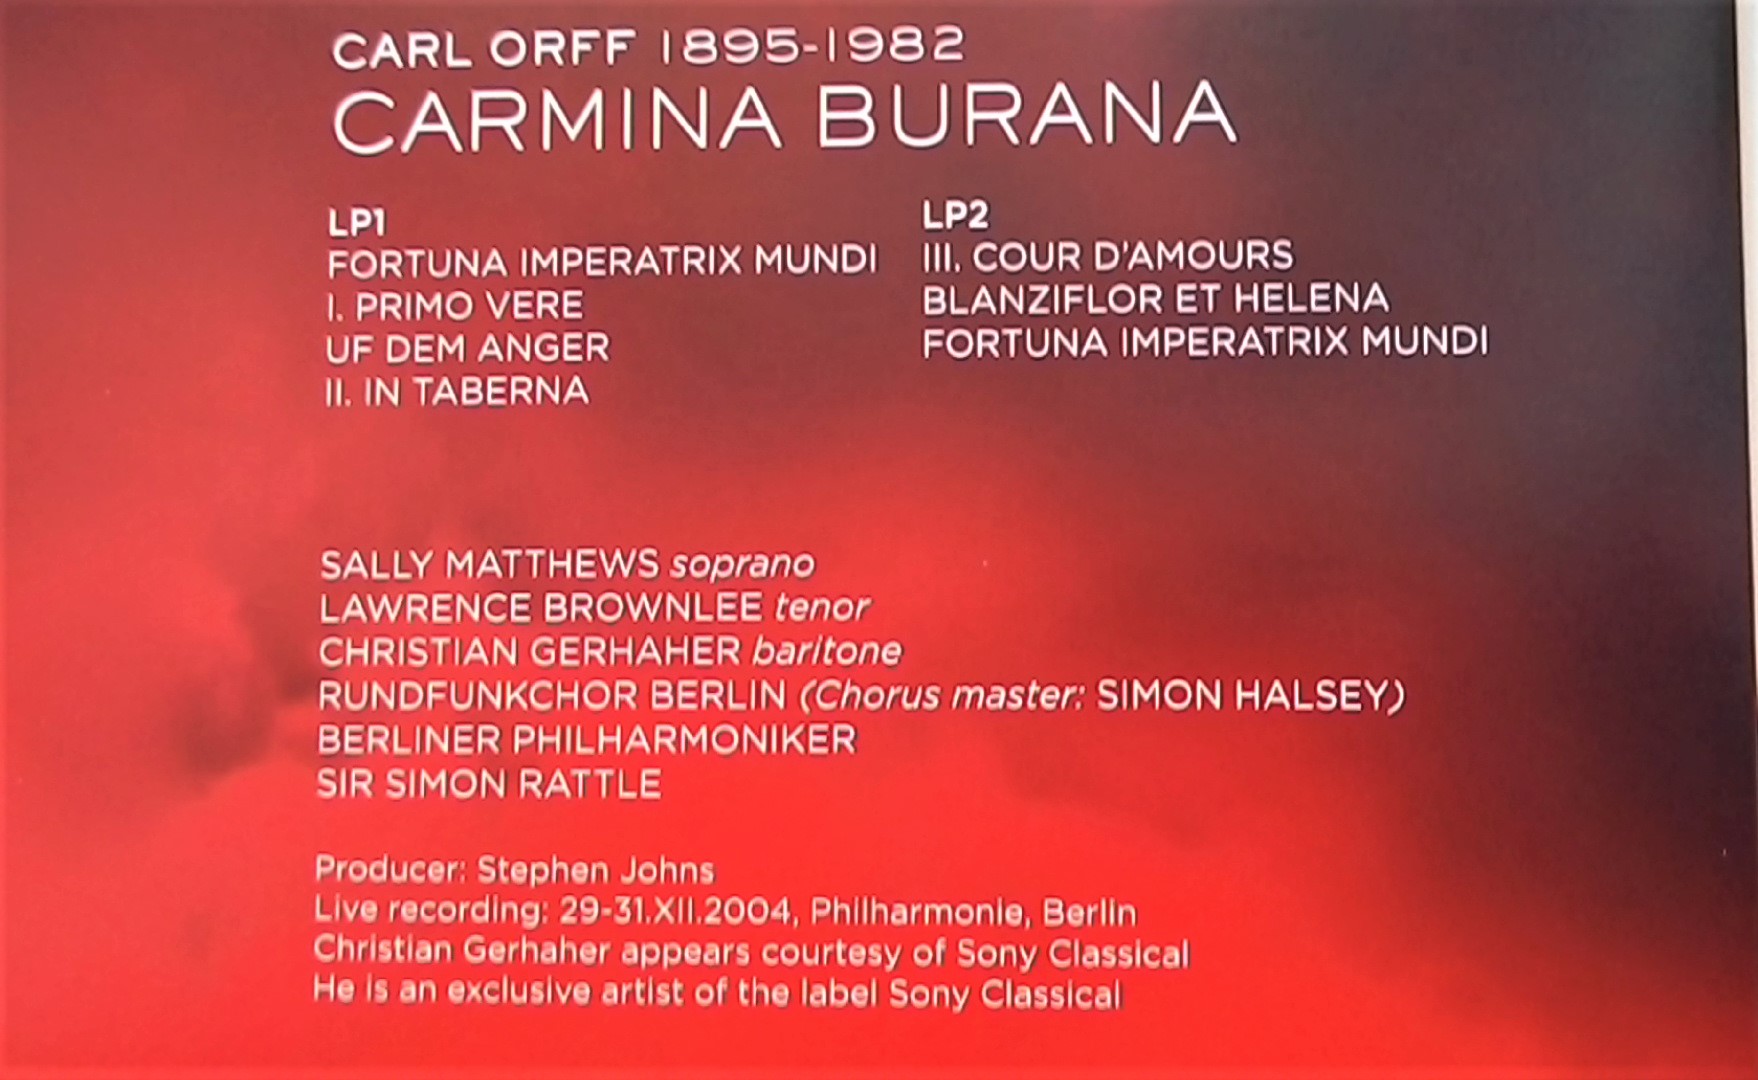 CARL ORFF 1895-1982
CARMINA BURANA
LP1
FORTUNA IMPERATRIX MUNDI
I. PRIMO VERE
UF DEM ANGER
II. IN TABERNA
LP2
III. COUR D'AMOURS
BLANZIFLOR ET HELENA
FORTUNA IMPERATRIX MUNDI
SALLY MATTHEWS soprano
LAWRENCE BROWNLEE tenor
CHRISTIAN GERHAHER baritone
RUNDFUNKCHOR BERLIN (Chorus master: SIMON HALSEY)
BERLINER PHILHARMONIKER
SIR SIMON RATTLE
Producer: Stephen Johns
Live recording: 29-31.XII.2004, Philharmonie, Berlin
Christian Gerhaher appears courtesy of Sony Classical
He is an exclusive artist of the label Sony Classical